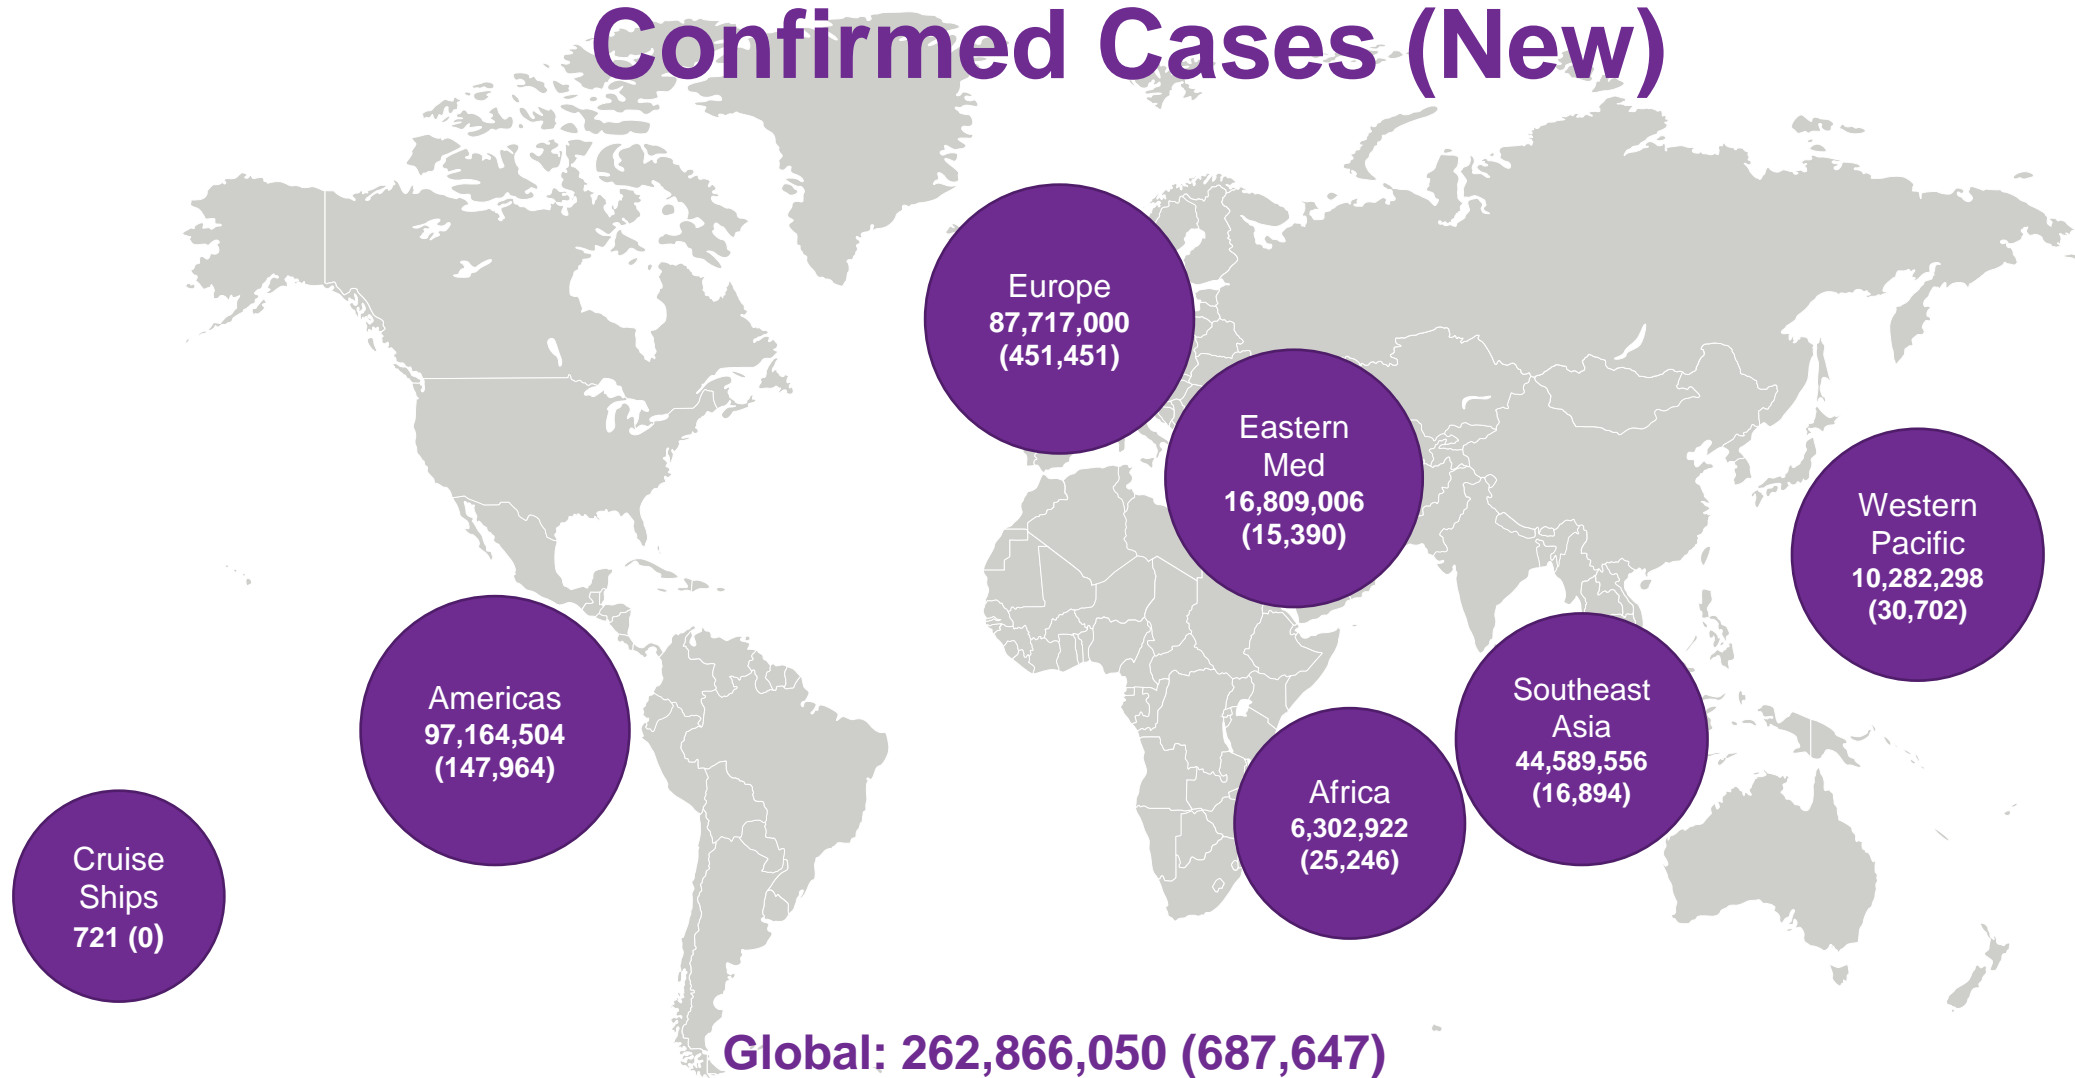 Confirmed Cases (New)
Europe
87,717,000
(451,451)
Eastern
Med
16,809,006
(15,390)
Western
Pacific
10,282,298
(30,702)
Americas
97,164,504
(147,964)
Southeast
Asia
44,589,556
(16,894)
Africa
6,302,922
(25,246)
Cruise
Ships
721 (0)
Global: 262,866,050 (687,647)